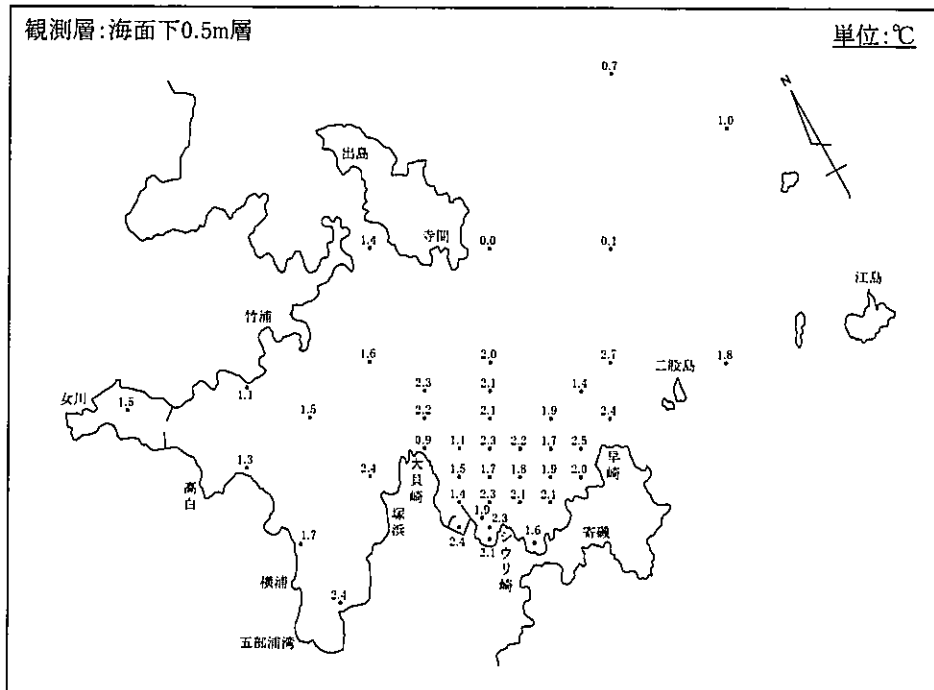 観測層:海面下0.5m層
単位:℃
0.7
N
1.0
出島
寺間
1.4
0.0
0.1
江島
竹浦
1.6
2.0
2.7
1.8
二股島
女川
1.1
2.3
2.1
1.4
1.5
1.5
2.2
2.1
1.9
2.4
0.9
1.1
2.3
2.2
1.7
2.5
早崎
1.3
2.4
大貝崎
1.5
1.7
1.8
1.9
2.0
高白
1.4
2.3
2.1
2.1
塚浜
1.9
2.3
1.7
2.4
2.1
シウリ崎
1.6
寄磯
横浦
2.4
五部浦湾